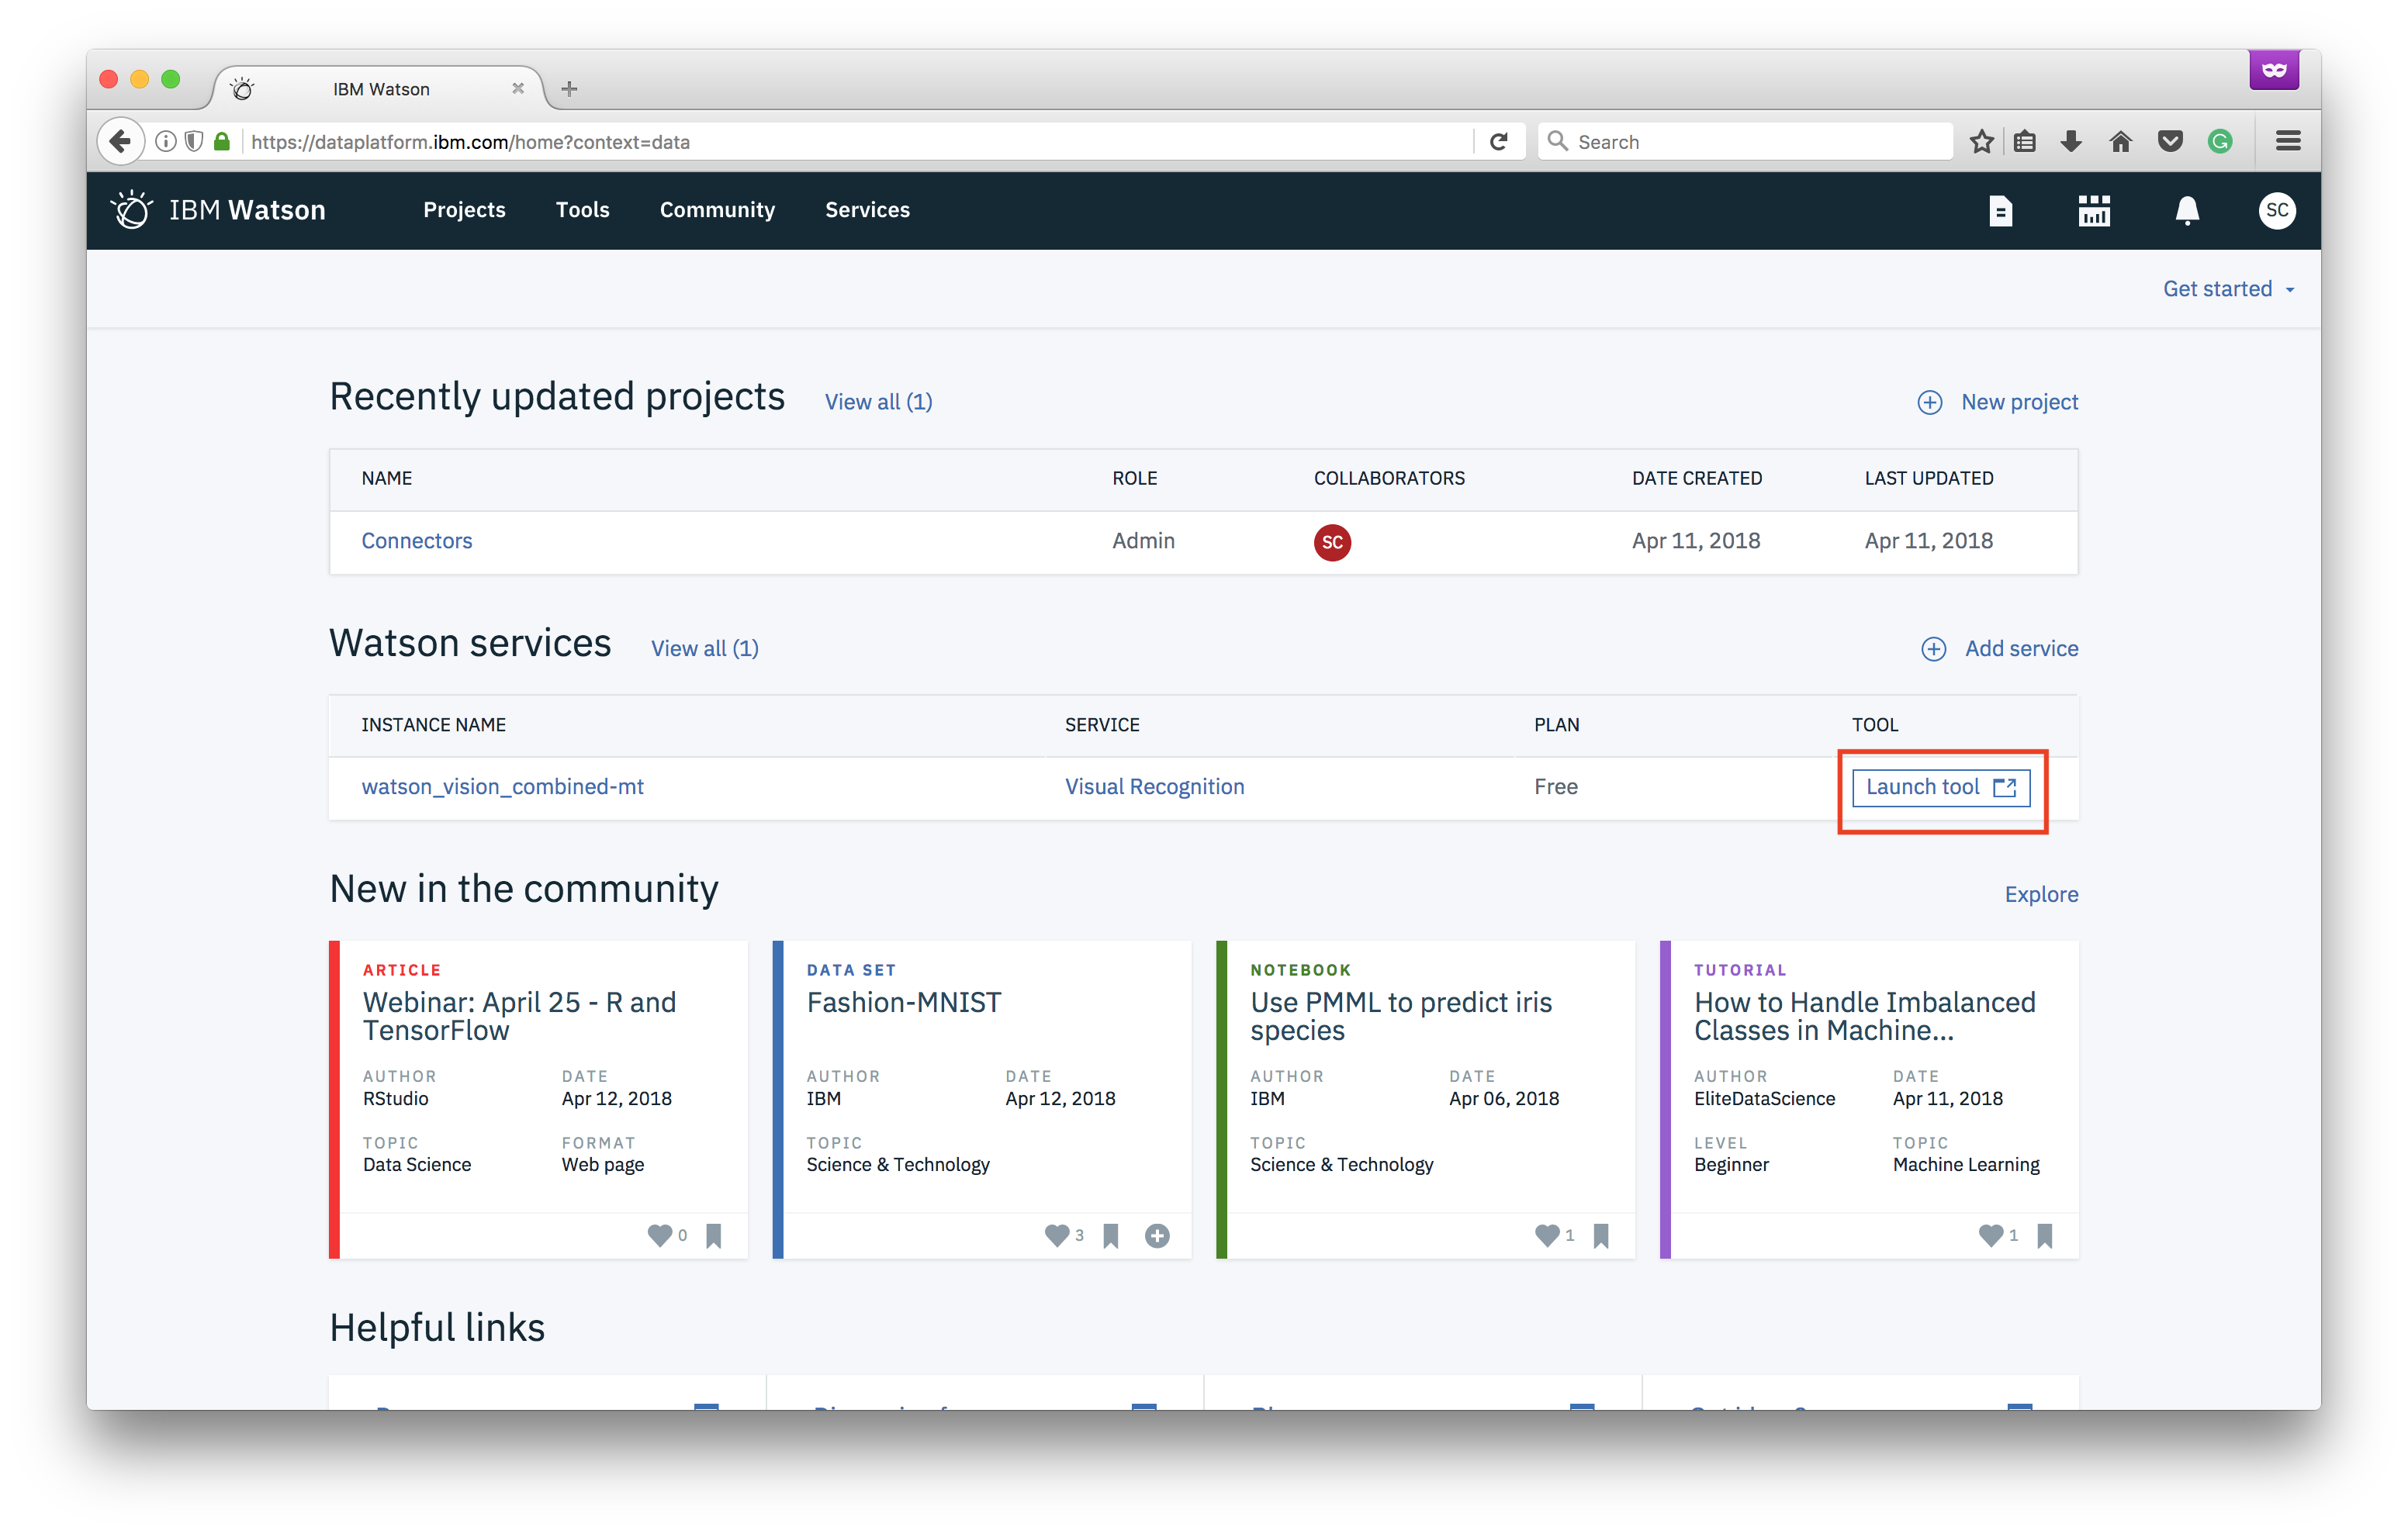 IBM Watson
https://dataplatform.ibm.com/home?context=data
Search
IBM Watson
Projects
Tools
Community
Services
SC
Get started
Recently updated projects
View all (1)
New project
NAME
ROLE
COLLABORATORS
DATE CREATED
LAST UPDATED
Connectors
Admin
SC
Apr 11, 2018
Apr 11, 2018
Watson services
View all (1)
Add service
INSTANCE NAME
SERVICE
PLAN
TOOL
watson_vision_combined-mt
Visual Recognition
Free
Launch tool
New in the community
Explore
ARTICLE
Webinar: April 25 - R and
TensorFlow
AUTHOR
DATE
RStudio
Apr 12, 2018
TOPIC
FORMAT
Data Science
Web page
0
DATA SET
Fashion-MNIST
AUTHOR
DATE
IBM
Apr 12, 2018
TOPIC
Science & Technology
3
NOTEBOOK
Use PMML to predict iris
species
AUTHOR
DATE
IBM
Apr 06, 2018
TOPIC
Science & Technology
1
TUTORIAL
How to Handle Imbalanced
Classes in Machine...
AUTHOR
DATE
EliteDataScience
Apr 11, 2018
LEVEL
TOPIC
Beginner
Machine Learning
1
Helpful links